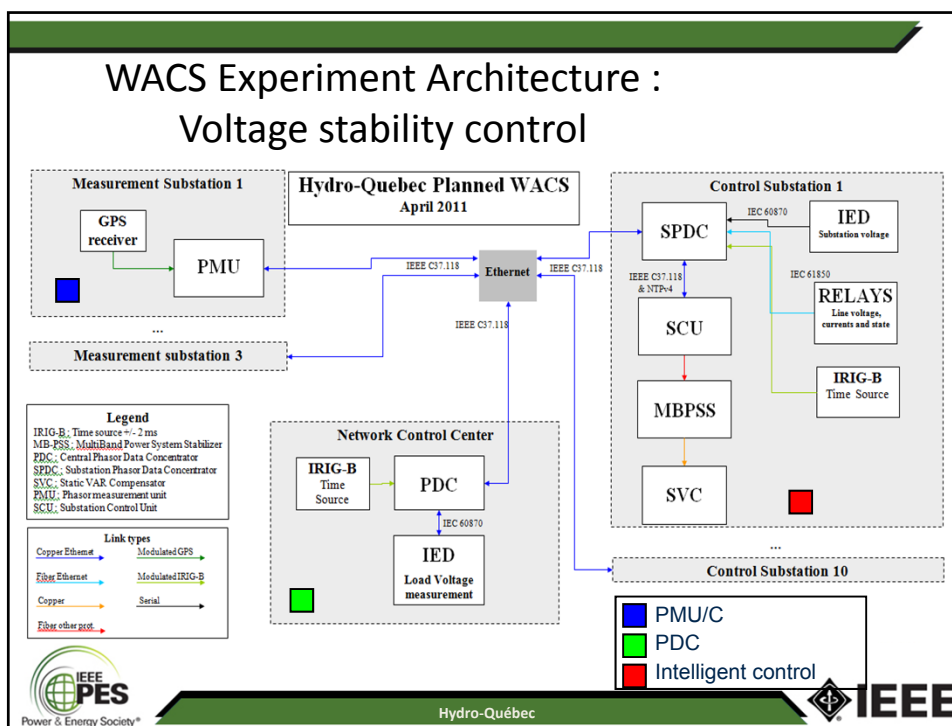 WACS Experiment Architecture :
Voltage stability control
Measurement Substation 1
GPS
receiver
PMU
...
Measurement substation 3
Hydro-Quebec Planned WACS
April 2011
IEEE C37.118
Ethernet
IEEE C37.118
IEEE C37.118
Control Substation 1
SPDC
IEC 60870
IED
Substation voltage
IEEE C37.118
& NTPv4
IEC 61850
RELAYS
Line voltage,
currents and state
SCU
IRIG-B
Time Source
MBPSS
SVC
...
Control Substation 10
Legend
IRIG-B : Time source +/- 2 ms
MB-PSS : MultiBand Power System Stabilizer
PDC : Central Phasor Data Concentrator
SPDC : Substation Phasor Data Concentrator
SVC : Static VAR Compensator
PMU : Phasor measurement unit
SCU : Substation Control Unit
Link types
Copper Ethernet
Modulated GPS
Fiber Ethernet
Modulated IRIG-B
Copper
Serial
Fiber other prot.
Network Control Center
IRIG-B
Time
Source
PDC
IEC 60870
IED
Load Voltage
measurement
PMU/C
PDC
Intelligent control
IEEE
PES
Power & Energy Society®
Hydro-Québec
IEEE